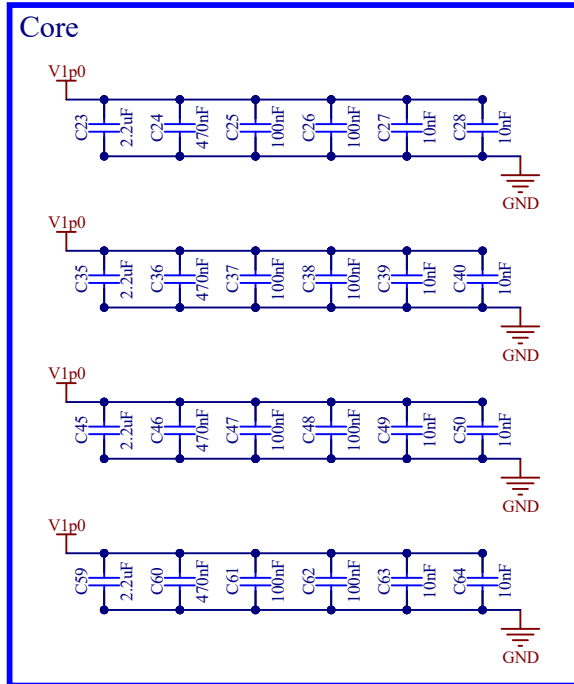 Core
V1p0
C23 2.2uF C24 470nF C25 100nF C26 100nF C27 10nF C28 10nF
GND
V1p0
C35 2.2uF C36 470nF C37 100nF C38 100nF C39 10nF C40 10nF
GND
V1p0
C45 2.2uF C46 470nF C47 100nF C48 100nF C49 10nF C50 10nF
GND
V1p0
C59 2.2uF C60 470nF C61 100nF C62 100nF C63 10nF C64 10nF
GND